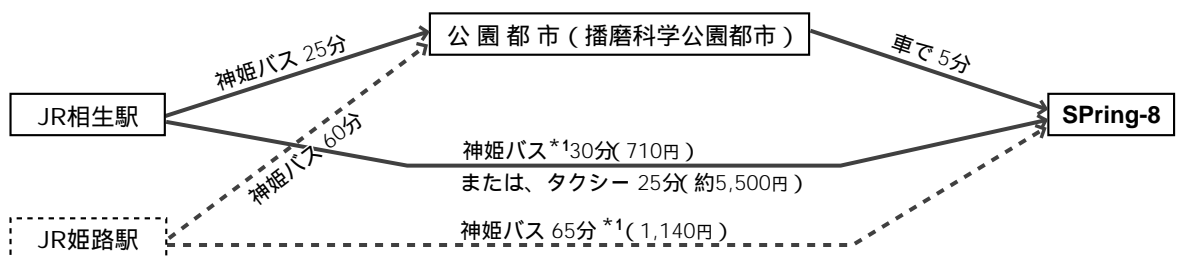 公園都市(播磨科学公園都市)
神姫バス 25分
車で 5分
JR相生駅
SPring-8
神姫バス 60分
神姫バス*1 30分(710円)
または、タクシー 25分(約5,500円)
JR姫路駅
神姫バス 65分 *1(1,140円)